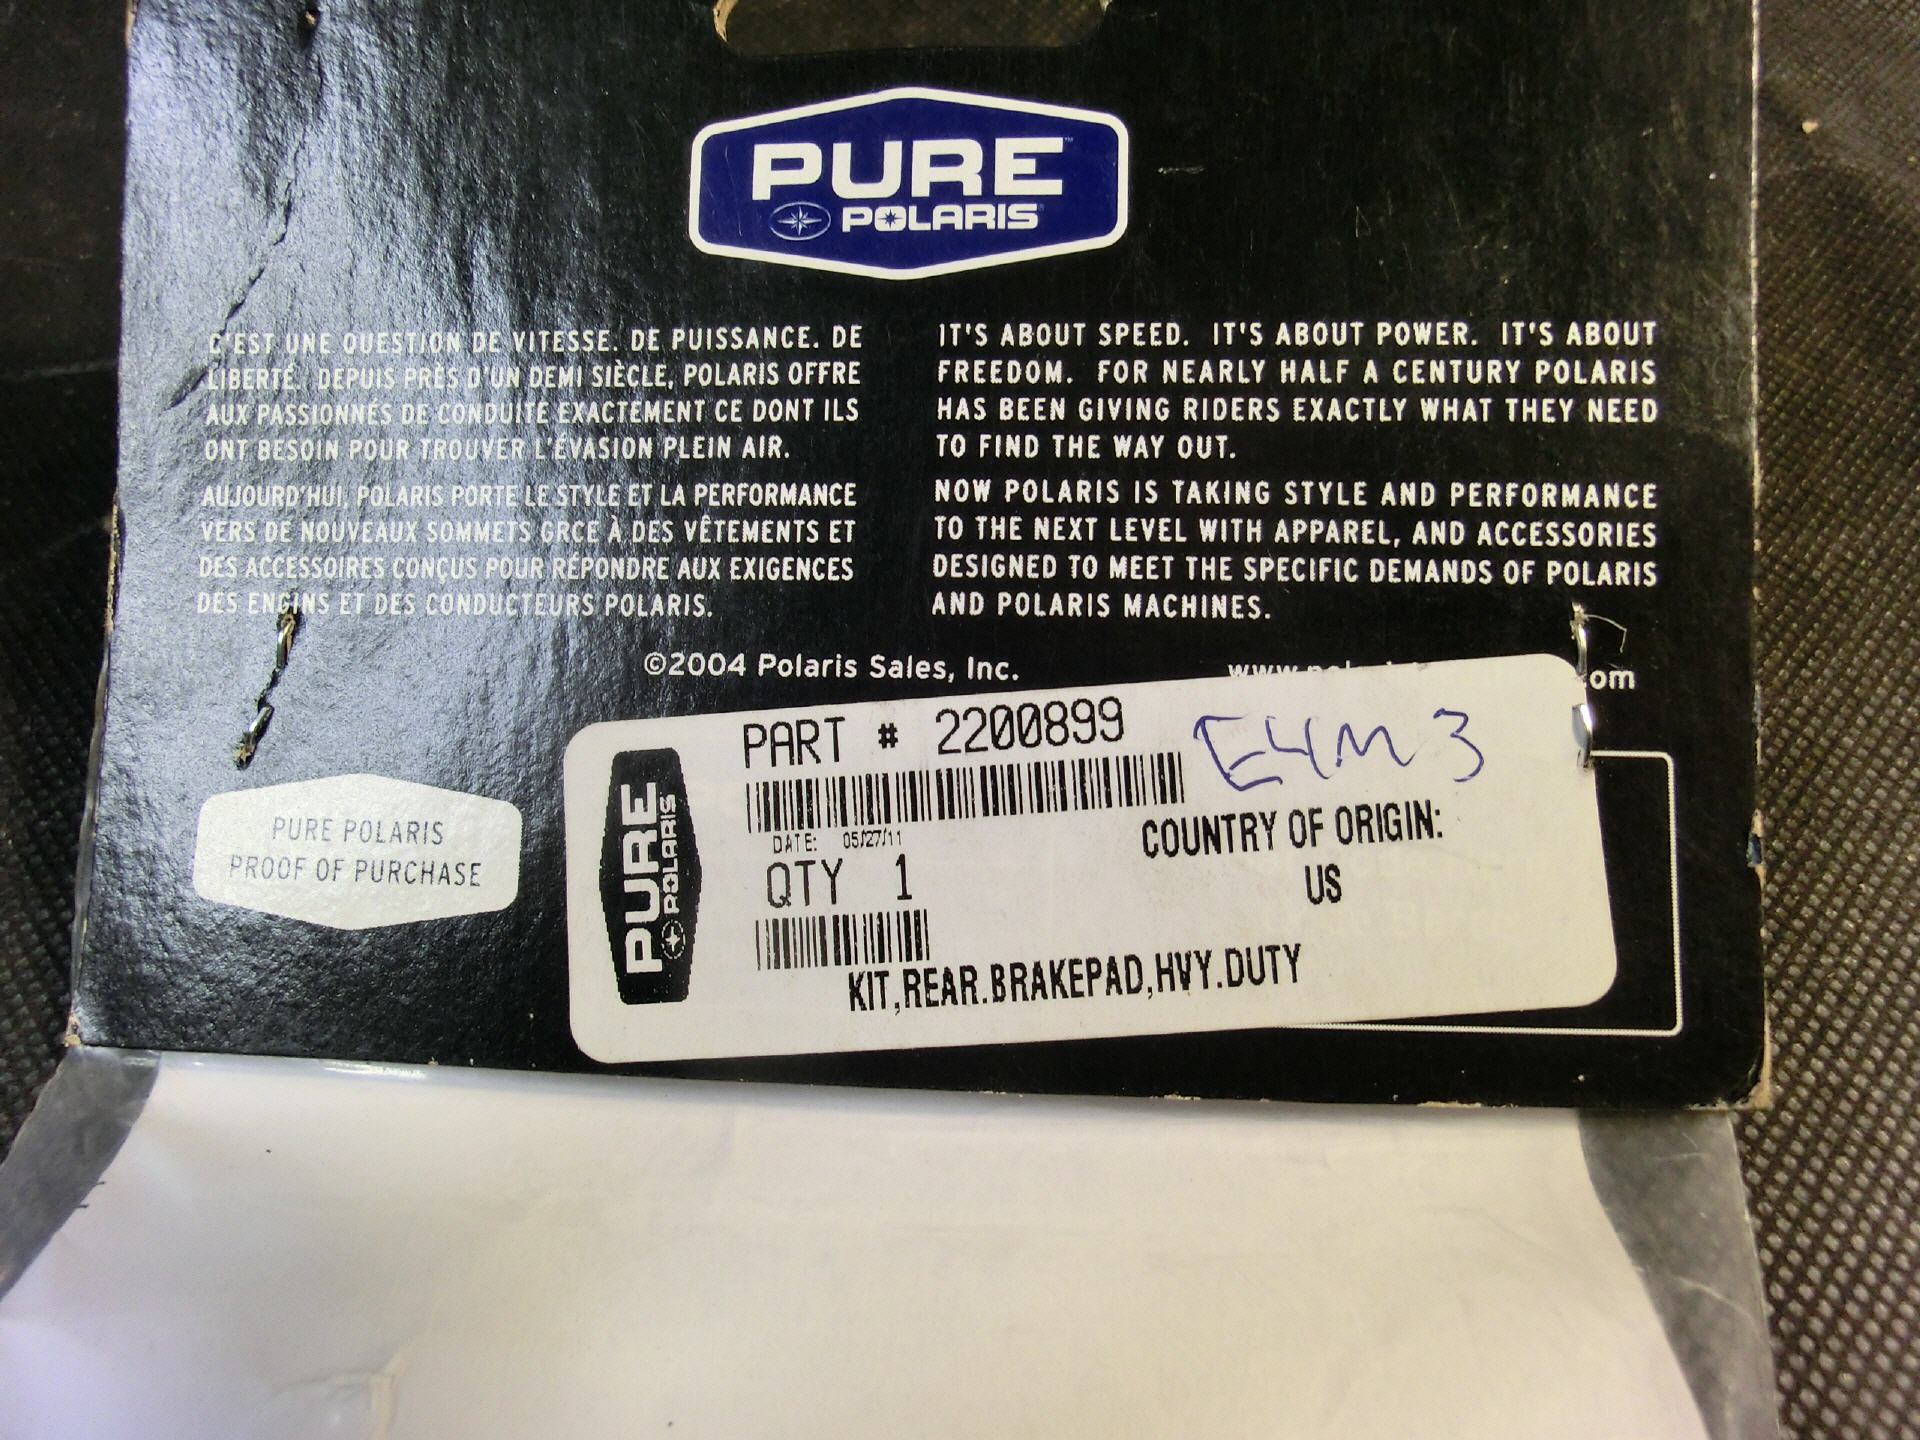 PURE™
POLARIS
C'EST UNE QUESTION DE VITESSE. DE PUISSANCE. DE
LIBERTÉ. DEPUIS PRÈS D'UN DEMI SIÈCLE, POLARIS OFFRE
AUX PASSIONNÉS DE CONDUITE EXACTEMENT CE DONT ILS
ONT BESOIN POUR TROUVER L'ÉVASION PLEIN AIR.
AUJOURD'HUI, POLARIS PORTE LE STYLE ET LA PERFORMANCE
VERS DE NOUVEAUX SOMMETS GRCE À DES VÊTEMENTS ET
DES ACCESSOIRES CONÇUS POUR RÉPONDRE AUX EXIGENCES
DES ENGINS ET DES CONDUCTEURS POLARIS.
IT'S ABOUT SPEED. IT'S ABOUT POWER. IT'S ABOUT
FREEDOM. FOR NEARLY HALF A CENTURY POLARIS
HAS BEEN GIVING RIDERS EXACTLY WHAT THEY NEED
TO FIND THE WAY OUT.
NOW POLARIS IS TAKING STYLE AND PERFORMANCE
TO THE NEXT LEVEL WITH APPAREL, AND ACCESSORIES
DESIGNED TO MEET THE SPECIFIC DEMANDS OF POLARIS
AND POLARIS MACHINES.
©2004 Polaris Sales, Inc.
PURE POLARIS
PROOF OF PURCHASE
PURE
POLARIS
PART # 2200899
E4M3
DATE: 05/27/11
QTY 1
COUNTRY OF ORIGIN:
US
KIT,REAR.BRAKEPAD,HVY.DUTY